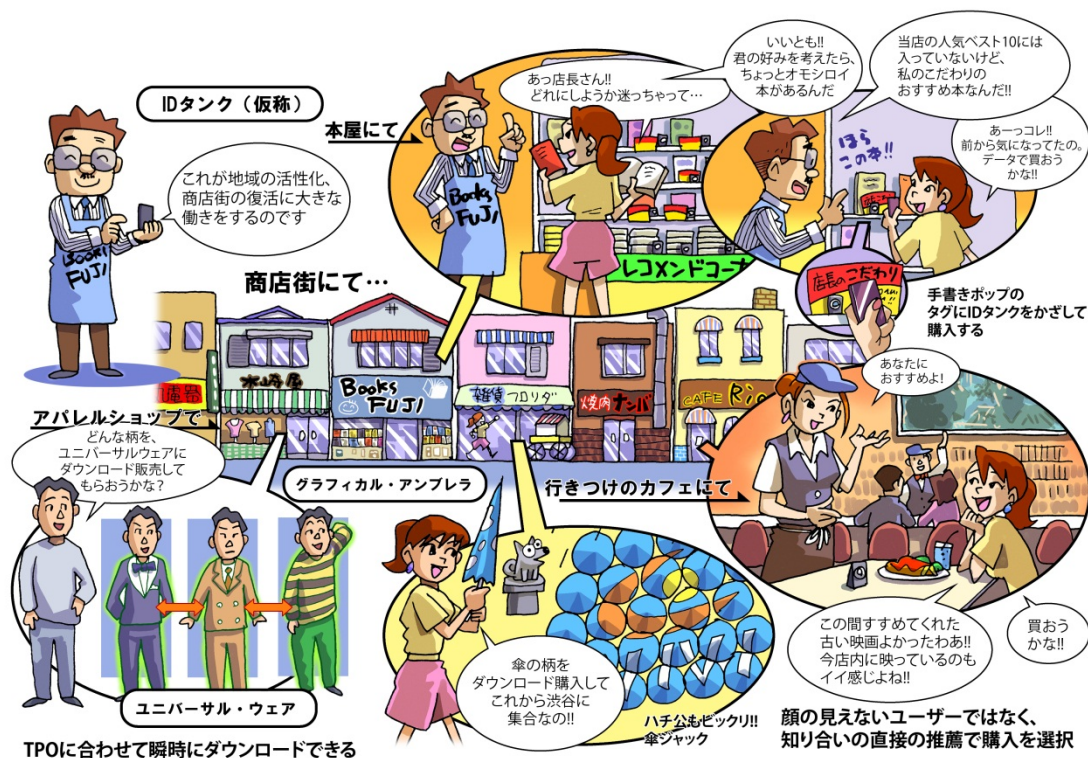 IDタンク（仮称）
これが地域の活性化、
商店街の復活に大きな
働きをするのです
BOOKS
FUJI
本屋にて
あっ店長さん!!
どれにしようか迷っちゃって…
いいとも!!
君の好みを考えたら、
ちょっとオモシロイ
本があるんだ
Books
FUJI
レコメンドコーナ
当店の人気ベスト10には
入っていないけど、
私のこだわりの
おすすめ本なんだ!!
ほら
この本!!
あーっコレ!!
前から気になってたの。
データで買おう
かな!!
店長のこだわり
手書きポップの
タグにIDタンクをかざして
購入する
商店街にて…
水崎屋
Books
FUJI
雑貨フロリダ
焼肉ナンバ
CAFE Rio
アパレルショップで
どんな柄を、
ユニバーサルウェアに
ダウンロード販売して
もらおうかな？
ユニバーサル・ウェア
TPOに合わせて瞬時にダウンロードできる
グラフィカル・アンブレラ
傘の柄を
ダウンロード購入して
これから渋谷に
集合なの!!
ハチ公もビックリ!!
傘ジャック
行きつけのカフェにて
あなたに
おすすめよ！
この間すすめてくれた
古い映画よかったわあ!!
今店内に映っているのも
イイ感じよね!!
買おう
かな!!
顔の見えないユーザーではなく、
知り合いの直接の推薦で購入を選択